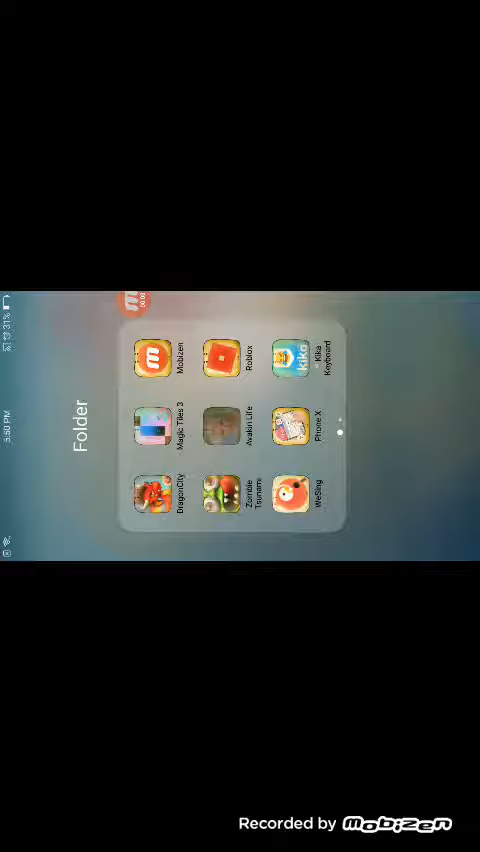 5:50 PM
31%
Folder
DragonCity
Magic Tiles 3
Mobizen
Zombie
Tsunami
Avakin Life
Roblox
WeSing
Phone X
kika
Kika
Keyboard
Recorded by Mobizen